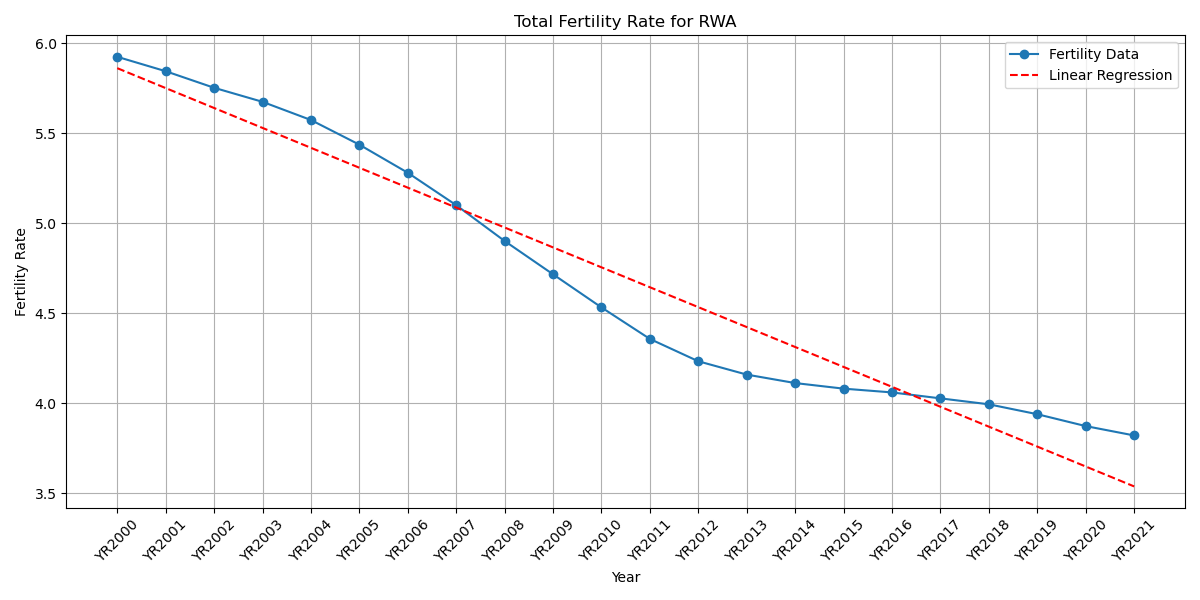 Total Fertility Rate for RWA
Fertility Data
Linear Regression
6.0
5.5
5.0
4.5
4.0
3.5
Fertility Rate
YR2000
YR2001
YR2002
YR2003
YR2004
YR2005
YR2006
YR2007
YR2008
YR2009
YR2010
YR2011
YR2012
YR2013
YR2014
YR2015
YR2016
YR2017
YR2018
YR2019
YR2020
YR2021
Year